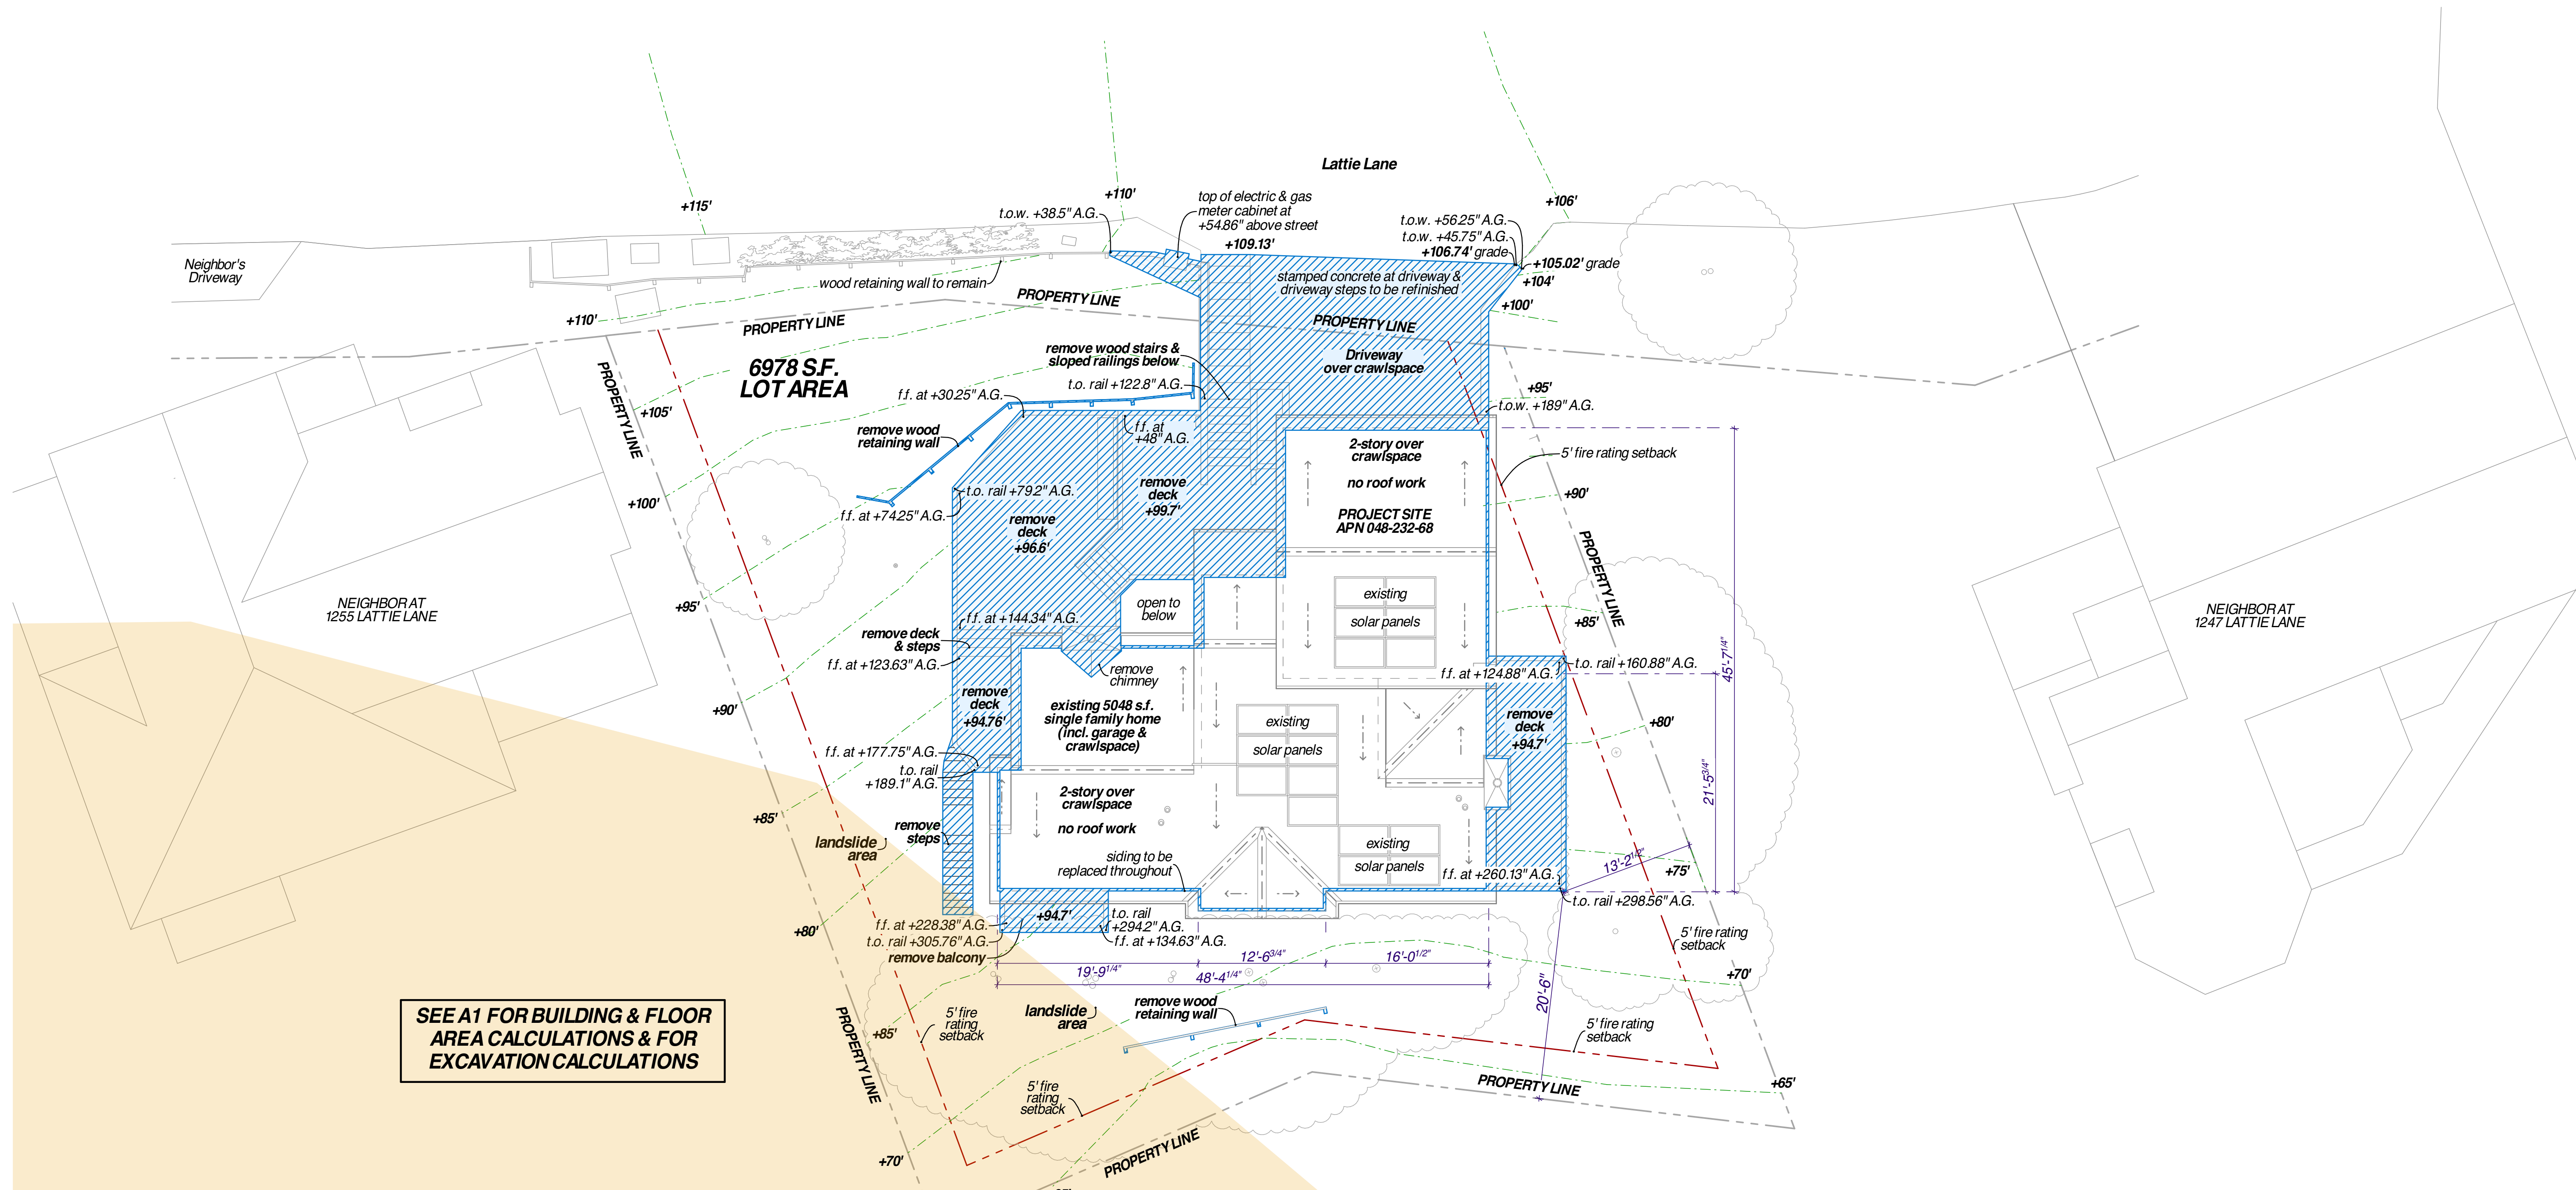 Lattie Lane
+115'
+110'
+106'
t.o.w. +38.5" A.G.
top of electric & gas
meter cabinet at
+54.86" above street
+109.13'
t.o.w. +56.25" A.G.
t.o.w. +45.75" A.G.
+106.74' grade
+105.02' grade
+104'
+100'
Neighbor's
Driveway
wood retaining wall to remain
stamped concrete at driveway &
driveway steps to be refinished
PROPERTY LINE
PROPERTY LINE
PROPERTY LINE
+110'
6978 S.F.
LOT AREA
remove wood stairs &
sloped railings below
t.o. rail +122.8" A.G.
Driveway
over crawlspace
PROPERTY LINE
+105'
f.f. at +30.25" A.G.
+95'
t.o.w. +189" A.G.
remove wood
retaining wall
f.f. at
+48" A.G.
2-story over
crawlspace
no roof work
PROJECT SITE
APN 048-232-68
5' fire rating setback
+90'
+100'
t.o. rail +79.2" A.G.
f.f. at +74.25" A.G.
remove
deck
+99.7'
remove
deck
+96.6'
PROPERTY LINE
+95'
NEIGHBOR AT
1255 LATTIE LANE
NEIGHBOR AT
1247 LATTIE LANE
open to
below
existing
solar panels
+85'
f.f. at +144.34" A.G.
remove deck
& steps
f.f. at +123.63" A.G.
remove
chimney
f.f. at +124.88" A.G.
t.o. rail +160.88" A.G.
45'-7 1/4"
+90'
remove
deck
+94.76'
existing 5048 s.f.
single family home
(incl. garage &
crawlspace)
existing
solar panels
remove
deck
+94.7'
+80'
f.f. at +177.75" A.G.
t.o. rail
+189.1" A.G.
21'-5 3/4"
+85'
2-story over
crawlspace
no roof work
remove
steps
landslide
area
existing
solar panels
siding to be
replaced throughout
13'-2 1/2"
+75'
f.f. at +260.13" A.G.
t.o. rail +298.56" A.G.
+80'
f.f. at +228.38" A.G.
t.o. rail +305.76" A.G.
remove balcony
+94.7'
t.o. rail
+294.2" A.G.
f.f. at +134.63" A.G.
5' fire rating
setback
+70'
12'-6 3/4"
16'-0 1/2"
19'-9 1/4"
48'-4 1/4"
20'-6"
SEE A1 FOR BUILDING & FLOOR
AREA CALCULATIONS & FOR
EXCAVATION CALCULATIONS
PROPERTY LINE
+85'
5' fire
rating
setback
landslide
area
remove wood
retaining wall
5' fire rating
setback
5' fire
rating
setback
PROPERTY LINE
+65'
PROPERTY LINE
+70'